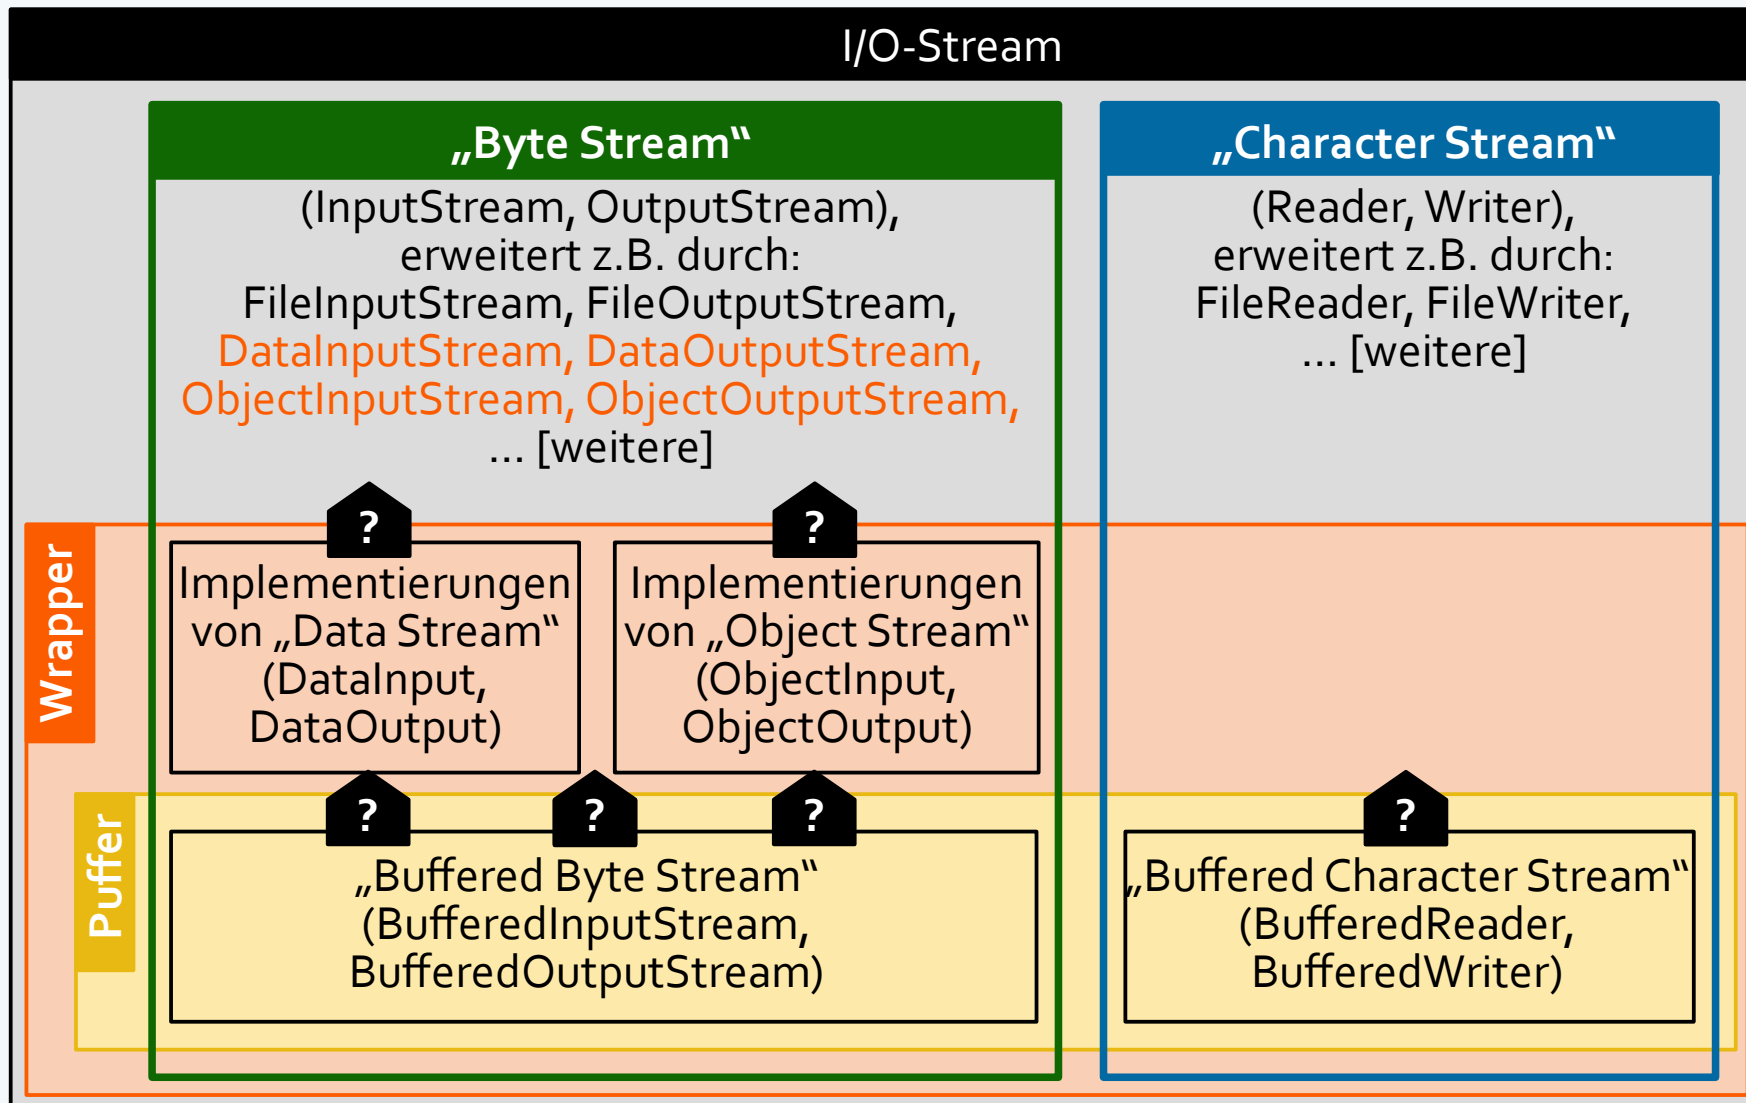 I/O-Stream
„Byte Stream“
(InputStream, OutputStream),
erweitert z.B. durch:
FileInputStream, FileOutputStream,
DataInputStream, DataOutputStream,
ObjectInputStream, ObjectOutputStream,
... [weitere]
„Character Stream“
(Reader, Writer),
erweitert z.B. durch:
FileReader, FileWriter,
... [weitere]
Wrapper
?
?
Implementierungen
von „Data Stream“
(DataInput,
DataOutput)
Implementierungen
von „Object Stream“
(ObjectInput,
ObjectOutput)
Puffer
?
?
?
?
„Buffered Byte Stream“
(BufferedInputStream,
BufferedOutputStream)
„Buffered Character Stream“
(BufferedReader,
BufferedWriter)